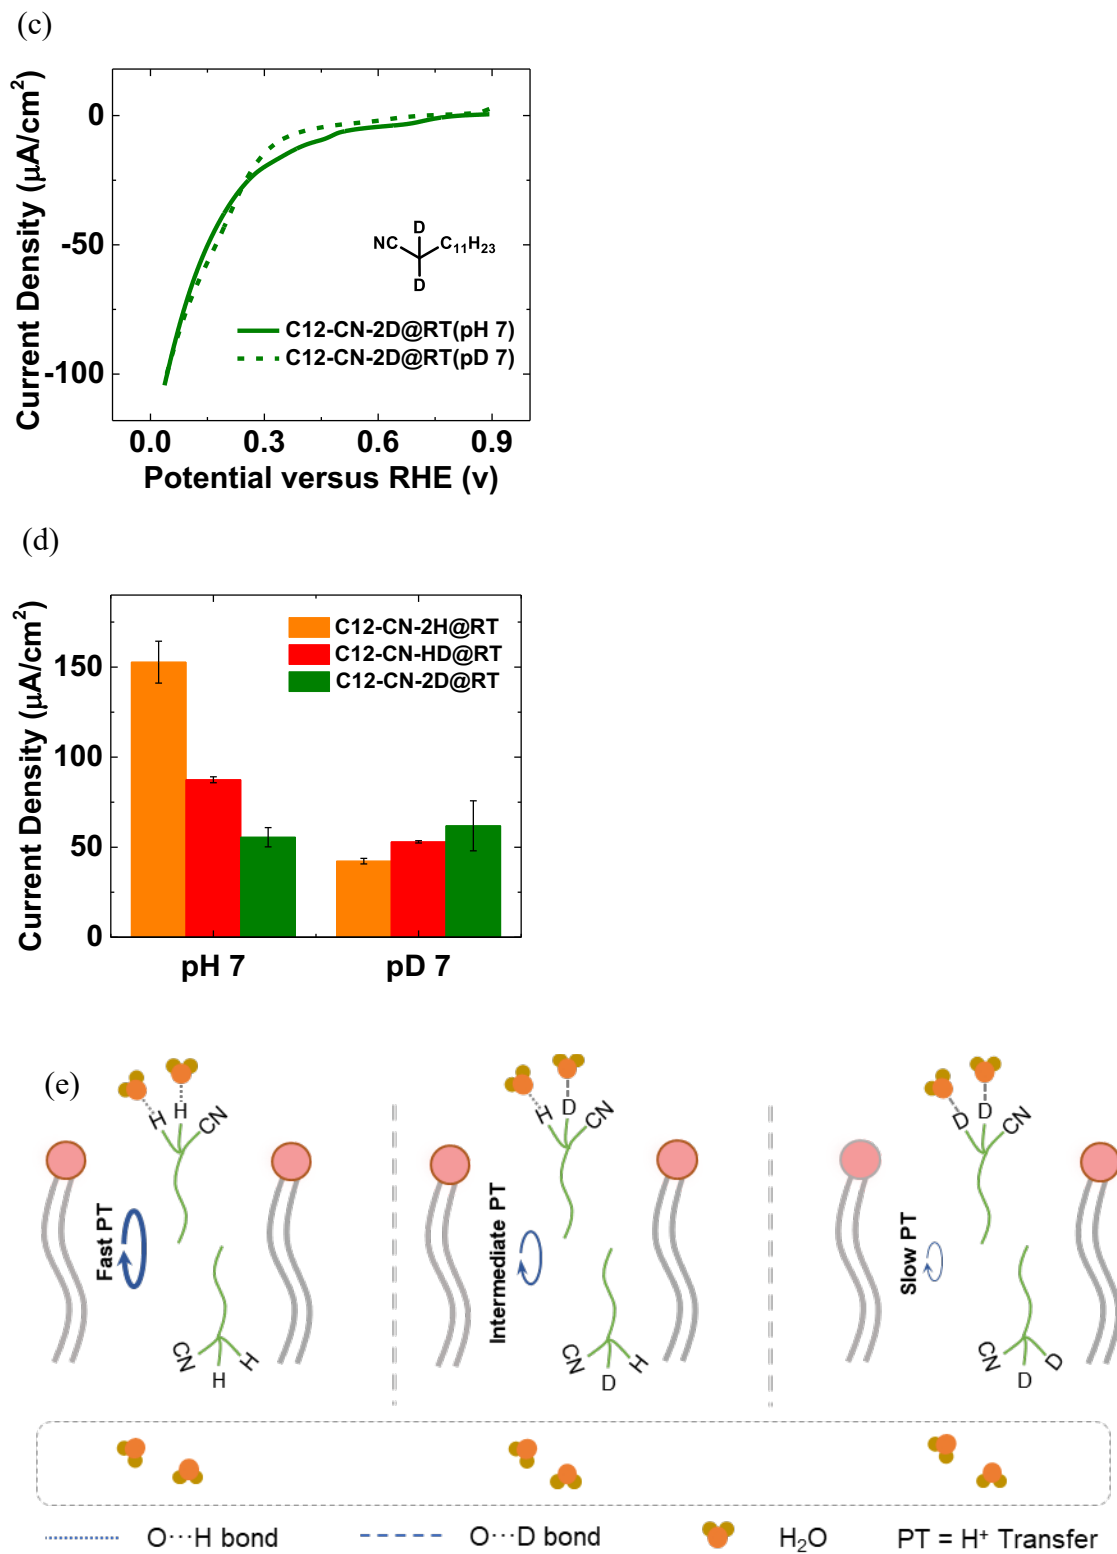 (c)
Current Density (µA/cm²)
0
-50
-100
NC
D
C₁₁H₂₃
D
C12-CN-2D@RT(pH 7)
C12-CN-2D@RT(pD 7)
0.0 0.3 0.6 0.9
Potential versus RHE (v)
(d)
Current Density (µA/cm²)
150
100
50
0
C12-CN-2H@RT
C12-CN-HD@RT
C12-CN-2D@RT
pH 7 pD 7
(e)
H H CN
H D CN
D D CN
Fast PT
Intermediate PT
Slow PT
CN H H
CN D H
CN D D
O···H bond
O···D bond
H₂O
PT = H⁺ Transfer